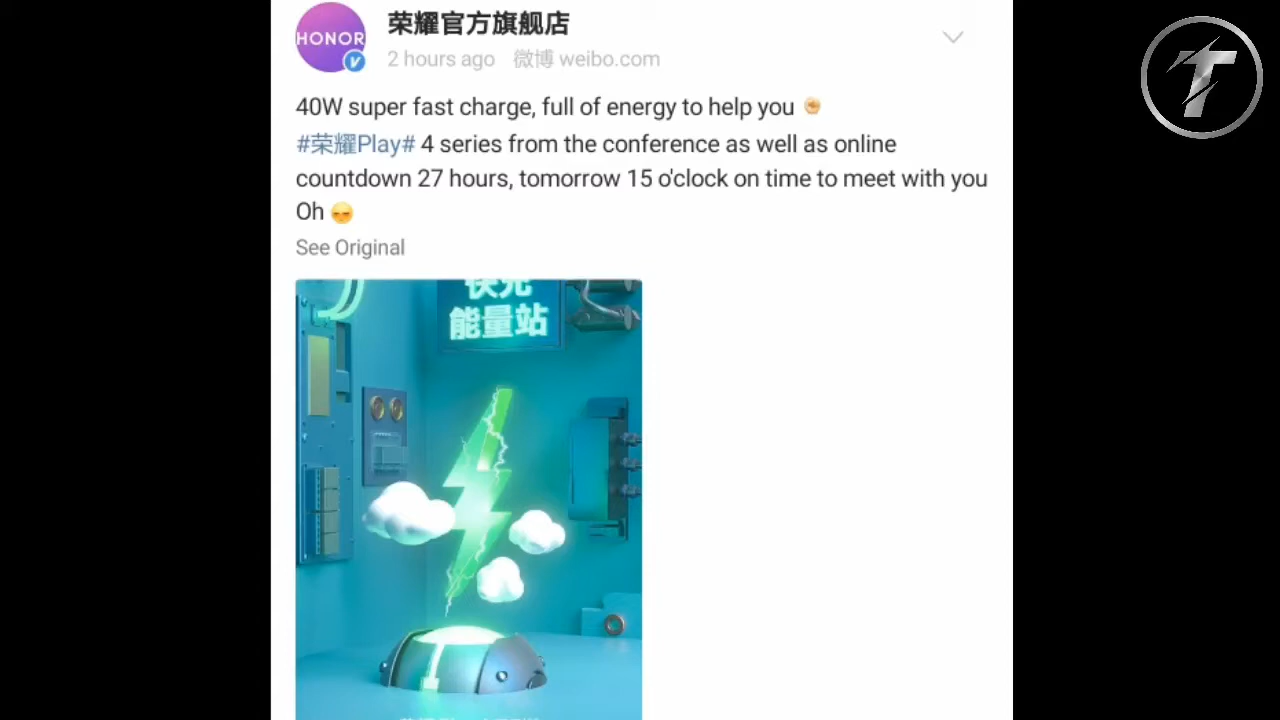 HONOR
荣耀官方旗舰店
2 hours ago 微博 weibo.com
40W super fast charge, full of energy to help you
#荣耀Play# 4 series from the conference as well as online
countdown 27 hours, tomorrow 15 o'clock on time to meet with you
Oh
See Original
快充
能量站
T